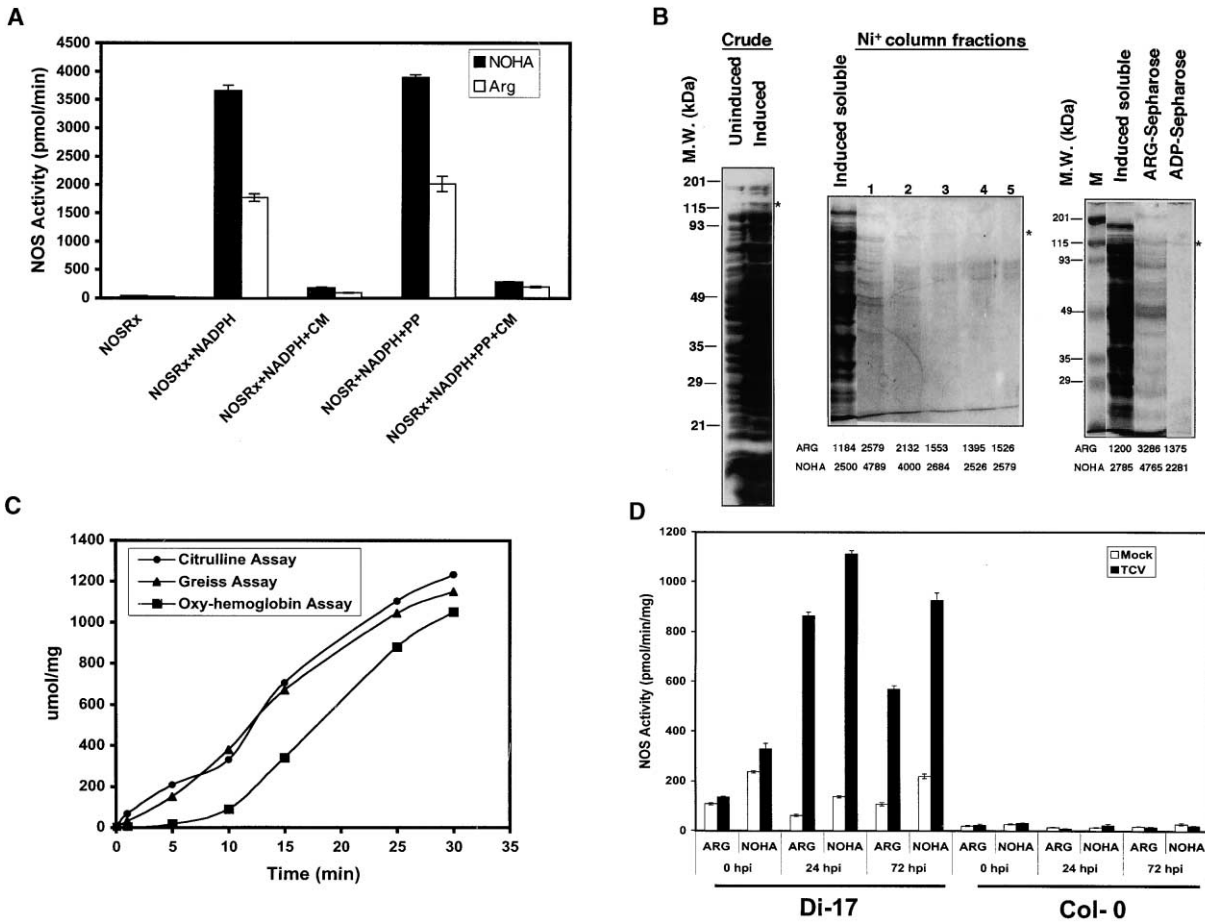 A
4500
4000
3500
3000
2500
2000
1500
1000
500
0
NOS Activity (pmol/min)
NOHA
Arg
NOSRx
NOSRx+NADPH
NOSRx+NADPH+CM
NOSR+NADPH+PP
NOSRx+NADPH+PP+CM
B
Crude
Ni+ column fractions
M.W. (kDa)
Uninduced
Induced
Induced soluble
1 2 3 4 5
M.W. (kDa)
M
Induced soluble
ARG-Sepharose
ADP-Sepharose
201
115
93
49
35
29
21
*
*
201
115
93
49
35
29
*
ARG 1184 2579 2132 1553 1395 1526
NOHA 2500 4789 4000 2684 2526 2579
ARG 1200 3286 1375
NOHA 2785 4765 2281
C
1400
1200
1000
800
600
400
200
0
umol/mg
Citrulline Assay
Greiss Assay
Oxy-hemoglobin Assay
0 5 10 15 20 25 30 35
Time (min)
D
1200
1000
800
600
400
200
0
NOS Activity (pmol/min/mg)
Mock
TCV
ARG NOHA ARG NOHA ARG NOHA ARG NOHA ARG NOHA ARG NOHA
0 hpi 24 hpi 72 hpi 0 hpi 24 hpi 72 hpi
Di-17 Col- 0